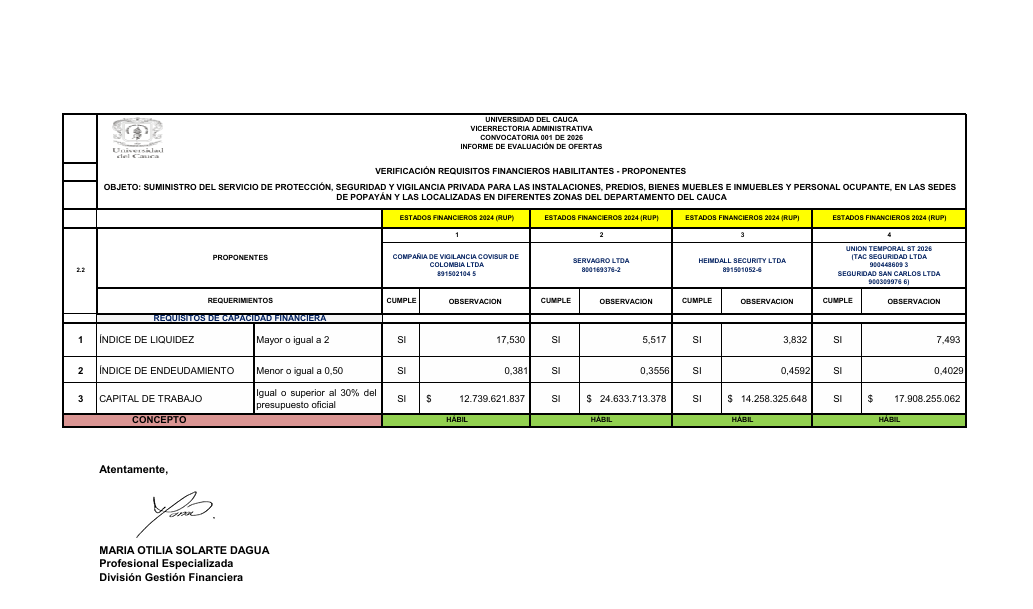 Universidad
del Cauca
UNIVERSIDAD DEL CAUCA
VICERRECTORIA ADMINISTRATIVA
CONVOCATORIA 001 DE 2026
INFORME DE EVALUACIÓN DE OFERTAS
VERIFICACIÓN REQUISITOS FINANCIEROS HABILITANTES - PROPONENTES
OBJETO: SUMINISTRO DEL SERVICIO DE PROTECCIÓN, SEGURIDAD Y VIGILANCIA PRIVADA PARA LAS INSTALACIONES, PREDIOS, BIENES MUEBLES E INMUEBLES Y PERSONAL OCUPANTE, EN LAS SEDES
DE POPAYÁN Y LAS LOCALIZADAS EN DIFERENTES ZONAS DEL DEPARTAMENTO DEL CAUCA
ESTADOS FINANCIEROS 2024 (RUP) ESTADOS FINANCIEROS 2024 (RUP) ESTADOS FINANCIEROS 2024 (RUP) ESTADOS FINANCIEROS 2024 (RUP)
1 2 3 4
2.2
PROPONENTES
COMPAÑIA DE VIGILANCIA COVISUR DE
COLOMBIA LTDA
891502104 5
SERVAGRO LTDA
800169376-2
HEIMDALL SECURITY LTDA
891501052-6
UNION TEMPORAL ST 2026
(TAC SEGURIDAD LTDA
900448609 3
SEGURIDAD SAN CARLOS LTDA
900309976 6)
REQUERIMIENTOS CUMPLE OBSERVACION CUMPLE OBSERVACION CUMPLE OBSERVACION CUMPLE OBSERVACION
REQUISITOS DE CAPACIDAD FINANCIERA
1 ÍNDICE DE LIQUIDEZ Mayor o igual a 2 SI 17,530 SI 5,517 SI 3,832 SI 7,493
2 ÍNDICE DE ENDEUDAMIENTO Menor o igual a 0,50 SI 0,381 SI 0,3556 SI 0,4592 SI 0,4029
3 CAPITAL DE TRABAJO Igual o superior al 30% del
presupuesto oficial SI $ 12.739.621.837 SI $ 24.633.713.378 SI $ 14.258.325.648 SI $ 17.908.255.062
CONCEPTO HÁBIL HÁBIL HÁBIL HÁBIL
Atentamente,
MARIA OTILIA SOLARTE DAGUA
Profesional Especializada
División Gestión Financiera